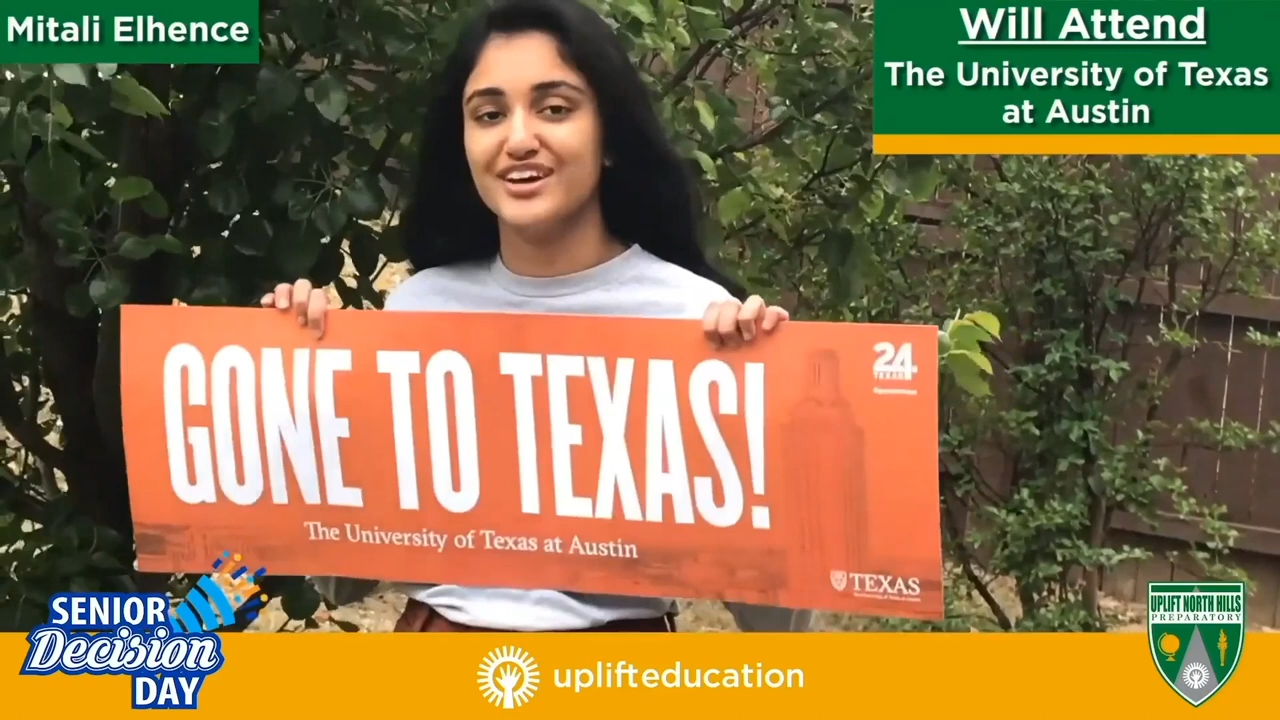 Mitali Elhence
Will Attend
The University of Texas
at Austin
GONE TO TEXAS!
24
TEXAS
The University of Texas at Austin
TEXAS
SENIOR
Decision
DAY
uplifteducation
UPLIFT NORTH HILLS
PREPARATORY